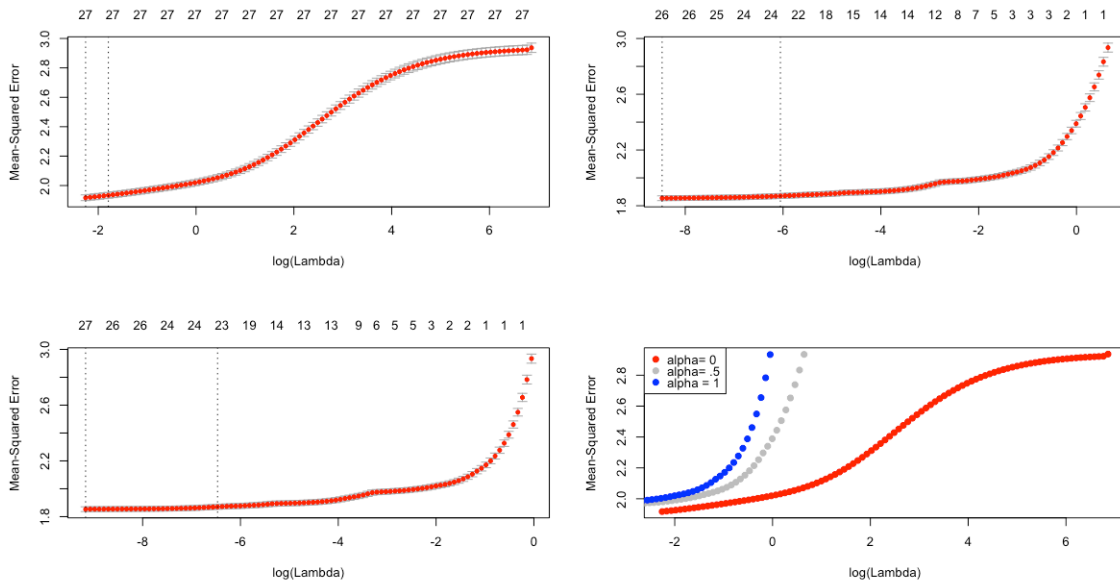 27 27 27 27 27 27 27 27 27 27 27 27 27 27 27
3.0
2.8
2.6
2.4
2.2
2.0
Mean-Squared Error
-2 0 2 4 6
log(Lambda)
26 26 25 24 24 22 18 15 14 14 12 8 7 5 3 3 3 2 1 1
3.0
2.6
2.2
1.8
Mean-Squared Error
-8 -6 -4 -2 0
log(Lambda)
27 26 26 24 24 23 19 14 13 13 9 6 5 5 3 2 2 1 1 1
3.0
2.6
2.2
1.8
Mean-Squared Error
-8 -6 -4 -2 0
log(Lambda)
alpha= 0
alpha= .5
alpha = 1
2.8
2.6
2.4
2.2
2.0
Mean-Squared Error
-2 0 2 4 6
log(Lambda)